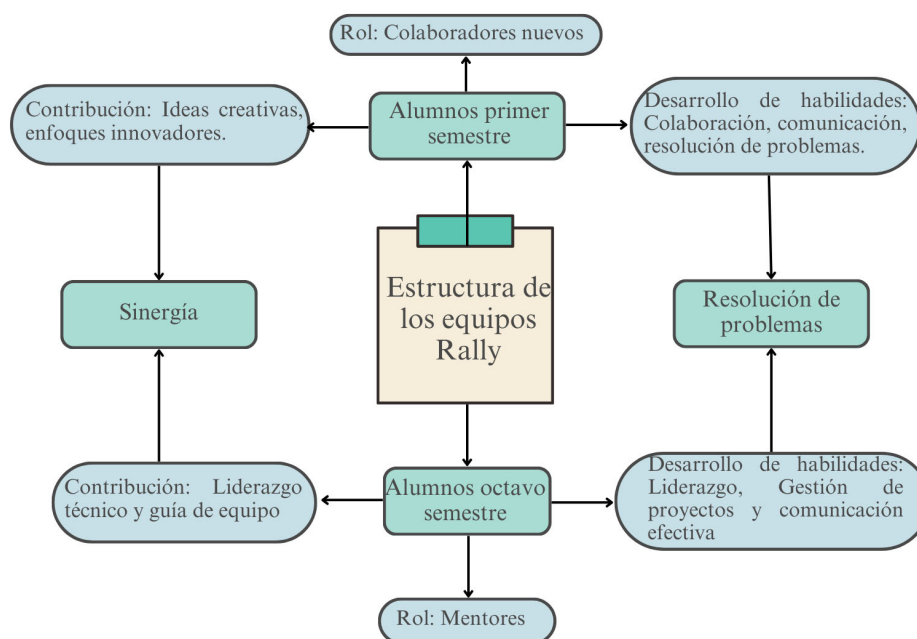 Rol: Colaboradores nuevos
Contribución: Ideas creativas,
enfoques innovadores.
Alumnos primer
semestre
Desarrollo de habilidades:
Colaboración, comunicación,
resolución de problemas.
Sinergía
Estructura de
los equipos
Rally
Resolución de
problemas
Contribución: Liderazgo
técnico y guía de equipo
Alumnos octavo
semestre
Desarrollo de habilidades:
Liderazgo, Gestión de
proyectos y comunicación
efectiva
Rol: Mentores